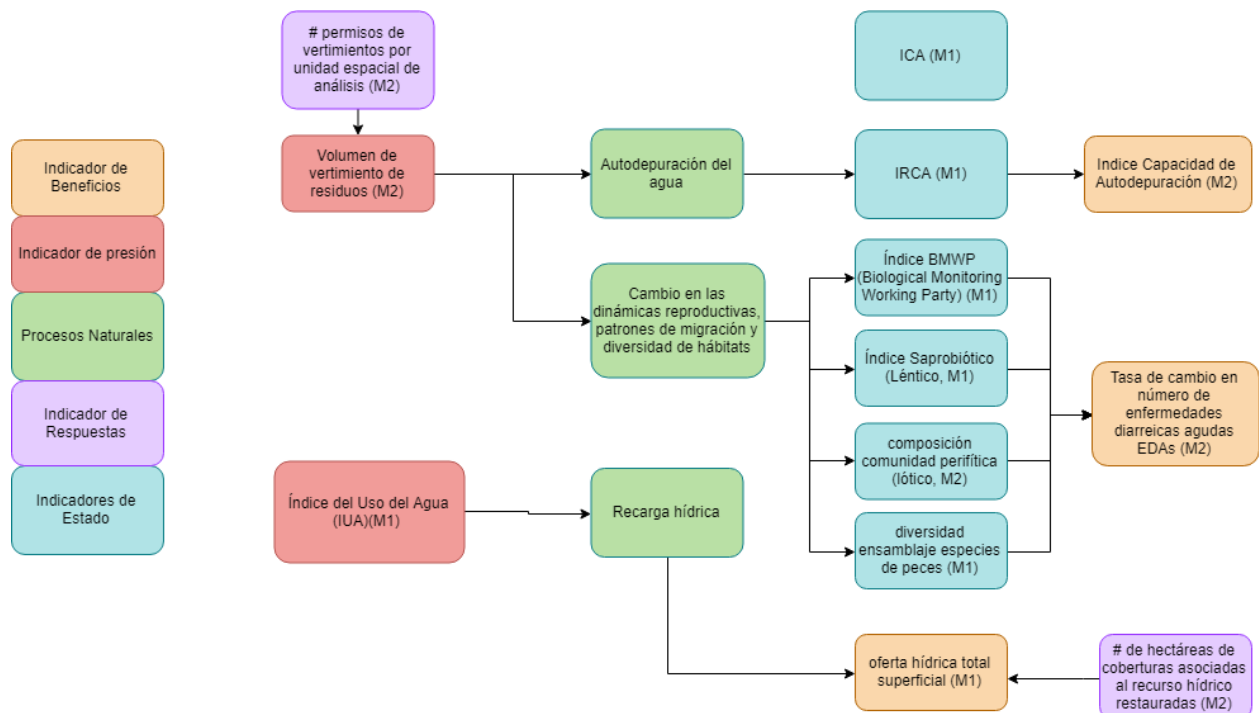 # permisos de
vertimientos por
unidad espacial de
análisis (M2)
ICA (M1)
Indicador de
Beneficios
Volumen de
vertimiento de
residuos (M2)
Autodepuración del
agua
IRCA (M1)
Indice Capacidad de
Autodepuración (M2)
Indicador de presión
Procesos Naturales
Indicador de
Respuestas
Indicadores de
Estado
Cambio en las
dinámicas reproductivas,
patrones de migración y
diversidad de hábitats
Índice BMWP
(Biological Monitoring
Working Party) (M1)
Índice Saprobiótico
(Léntico, M1)
composición
comunidad perifítica
(lótico, M2)
diversidad
ensamblaje especies
de peces (M1)
Tasa de cambio en
número de
enfermedades
diarreicas agudas
EDAs (M2)
Índice del Uso del Agua
(IUA)(M1)
Recarga hídrica
oferta hídrica total
superficial (M1)
# de hectáreas de
coberturas asociadas
al recurso hídrico
restauradas (M2)